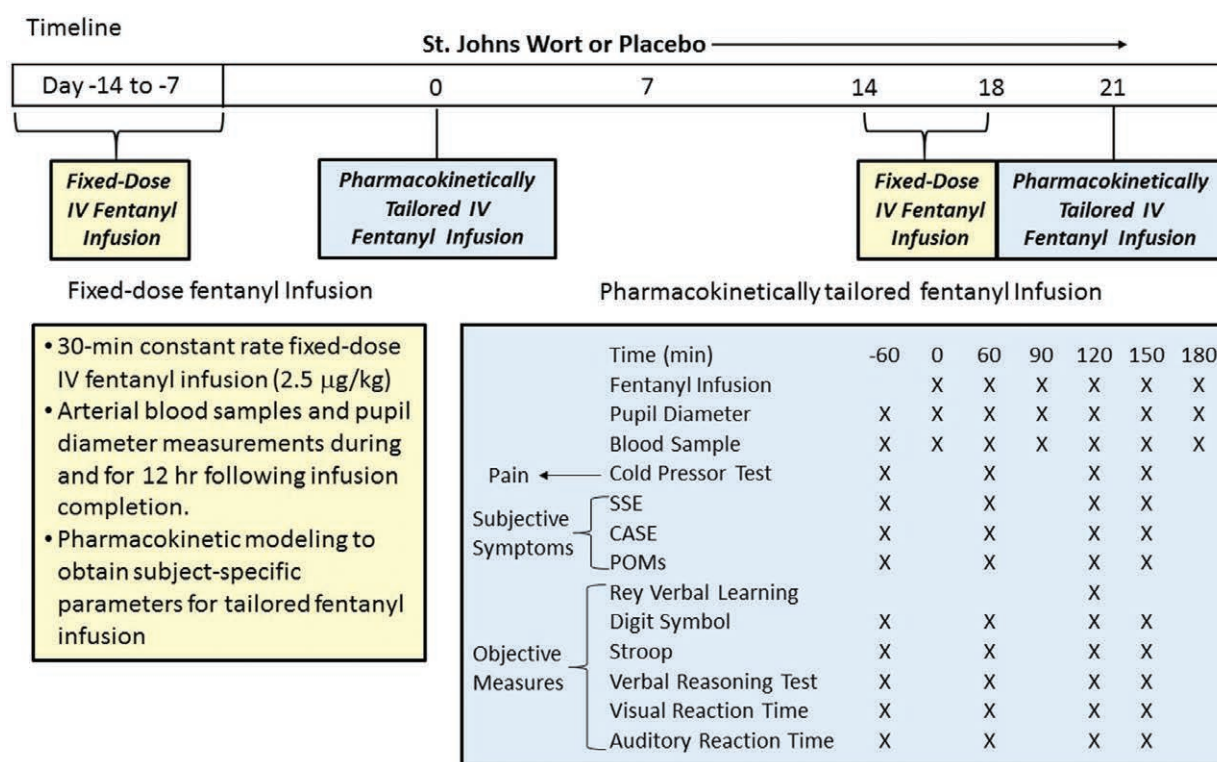 Timeline
St. Johns Wort or Placebo
Day -14 to -7 0 7 14 18 21
Fixed-Dose
IV Fentanyl
Infusion
Pharmacokinetically
Tailored IV
Fentanyl Infusion
Fixed-Dose
IV Fentanyl
Infusion
Pharmacokinetically
Tailored IV
Fentanyl Infusion
Fixed-dose fentanyl Infusion
• 30-min constant rate fixed-dose
IV fentanyl infusion (2.5 µg/kg)
• Arterial blood samples and pupil
diameter measurements during
and for 12 hr following infusion
completion.
• Pharmacokinetic modeling to
obtain subject-specific
parameters for tailored fentanyl
infusion
Pharmacokinetically tailored fentanyl Infusion
Time (min) -60 0 60 90 120 150 180
Fentanyl Infusion X X X X X X
Pupil Diameter X X X X X X X
Blood Sample X X X X X X X
Pain Cold Pressor Test X X X X
Subjective
Symptoms
SSE X X X X
CASE X X X X
POMs X X X X
Objective
Measures
Rey Verbal Learning X
Digit Symbol X X X X
Stroop X X X X
Verbal Reasoning Test X X X X
Visual Reaction Time X X X X
Auditory Reaction Time X X X X